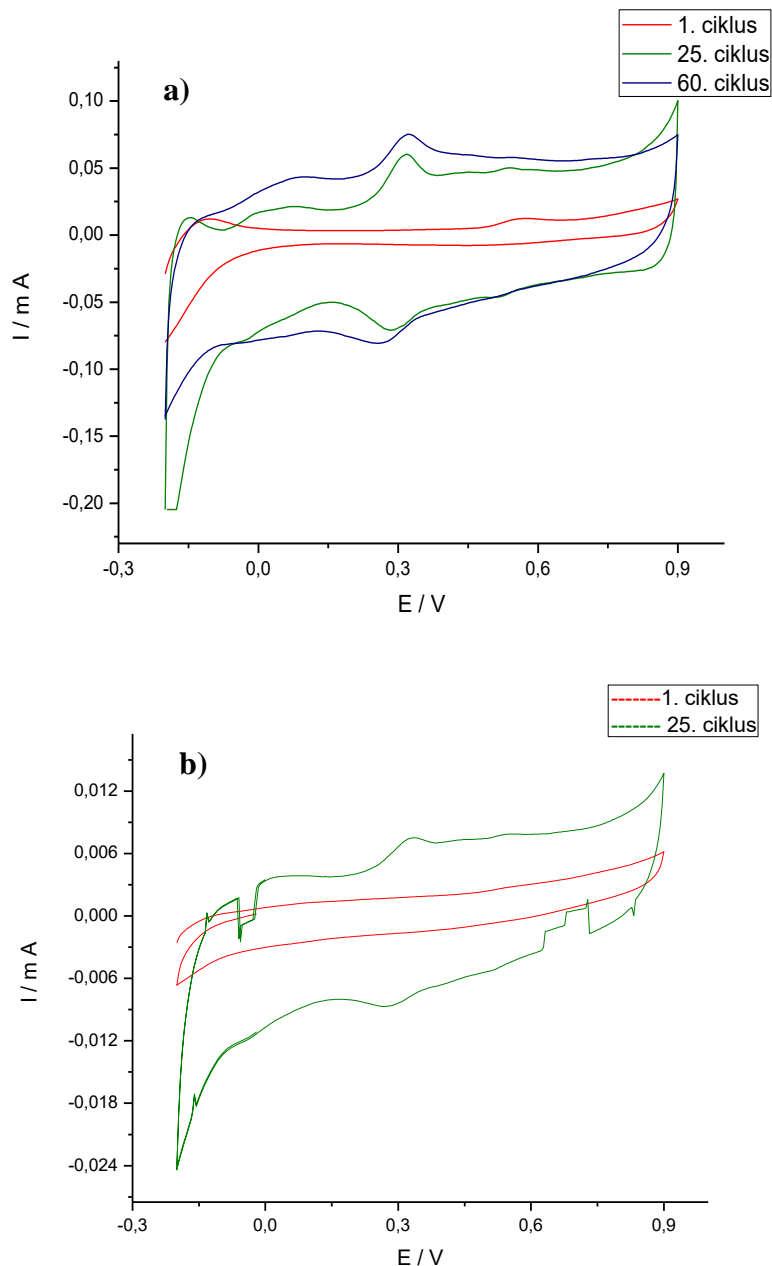 1. ciklus
25. ciklus
60. ciklus
a)
0,10
0,05
0,00
-0,05
-0,10
-0,15
-0,20
I / m A
-0,3 0,0 0,3 0,6 0,9
E / V
1. ciklus
25. ciklus
b)
0,012
0,006
0,000
-0,006
-0,012
-0,018
-0,024
I / m A
-0,3 0,0 0,3 0,6 0,9
E / V